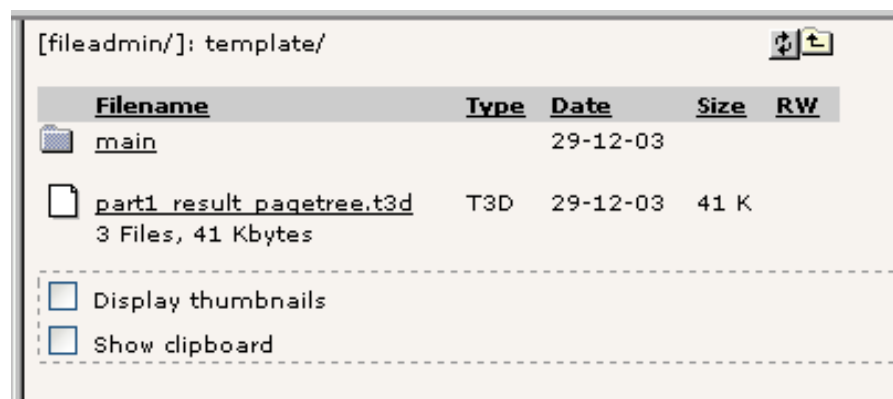 [fileadmin/]: template/
Filename Type Date Size RW
main 29-12-03
part1_result_pagetree.t3d T3D 29-12-03 41 K
3 Files, 41 Kbytes
Display thumbnails
Show clipboard